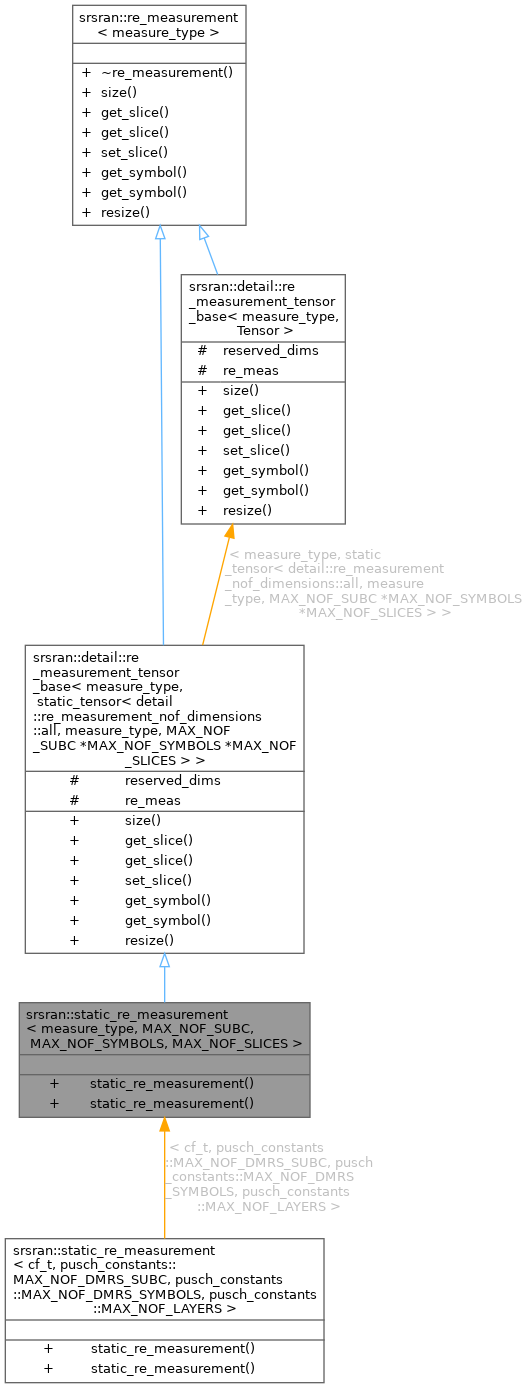 srsran::re_measurement
< measure_type >
+ ~re_measurement()
+ size()
+ get_slice()
+ get_slice()
+ set_slice()
+ get_symbol()
+ get_symbol()
+ resize()
srsran::detail::re
_measurement_tensor
_base< measure_type,
Tensor >
# reserved_dims
# re_meas
+ size()
+ get_slice()
+ get_slice()
+ set_slice()
+ get_symbol()
+ get_symbol()
+ resize()
< measure_type, static
_tensor< detail::re_measurement
_nof_dimensions::all, measure
_type, MAX_NOF_SUBC *MAX_NOF_SYMBOLS
*MAX_NOF_SLICES > >
srsran::detail::re
_measurement_tensor
_base< measure_type,
static_tensor< detail
::re_measurement_nof_dimensions
::all, measure_type, MAX_NOF
_SUBC *MAX_NOF_SYMBOLS *MAX_NOF
_SLICES > >
# reserved_dims
# re_meas
+ size()
+ get_slice()
+ get_slice()
+ set_slice()
+ get_symbol()
+ get_symbol()
+ resize()
srsran::static_re_measurement
< measure_type, MAX_NOF_SUBC,
MAX_NOF_SYMBOLS, MAX_NOF_SLICES >
+ static_re_measurement()
+ static_re_measurement()
< cf_t, pusch_constants
::MAX_NOF_DMRS_SUBC, pusch
_constants::MAX_NOF_DMRS
_SYMBOLS, pusch_constants
::MAX_NOF_LAYERS >
srsran::static_re_measurement
< cf_t, pusch_constants::
MAX_NOF_DMRS_SUBC, pusch_constants
::MAX_NOF_DMRS_SYMBOLS, pusch_constants
::MAX_NOF_LAYERS >
+ static_re_measurement()
+ static_re_measurement()